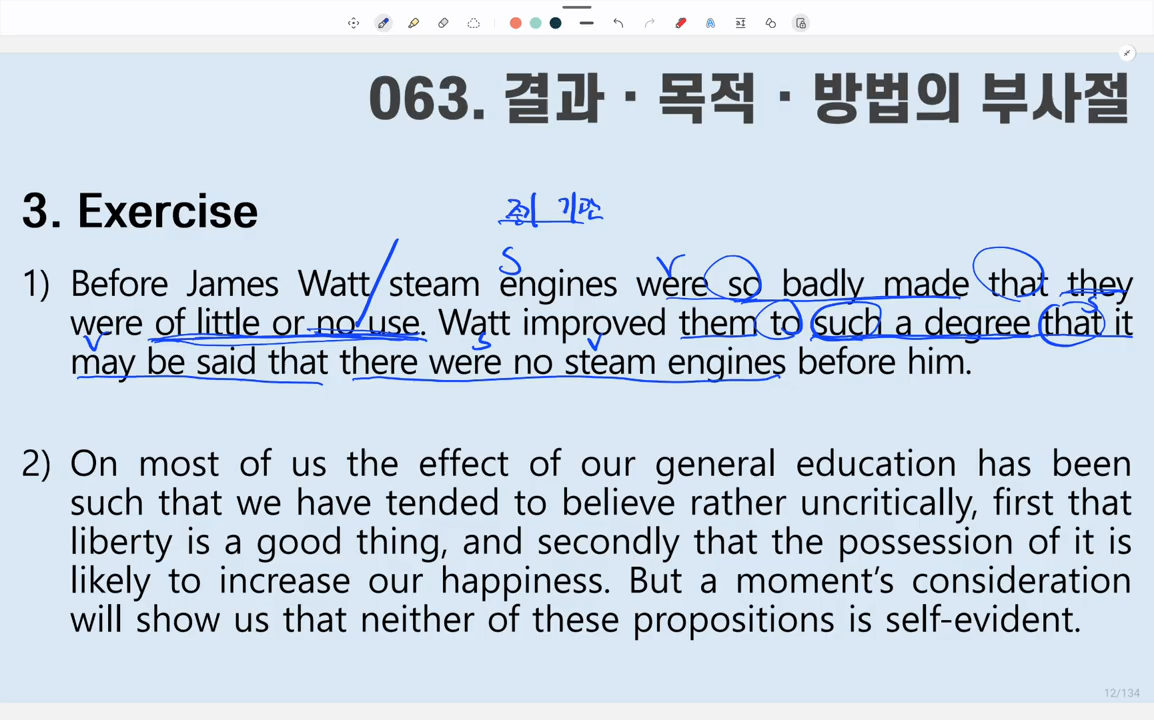 063. 결과 · 목적 · 방법의 부사절
3. Exercise
증기 기관
S
V
1) Before James Watt steam engines were so badly made that they
were of little or no use. Watt improved them to such a degree that it
S
V
S
V
may be said that there were no steam engines before him.
2) On most of us the effect of our general education has been
such that we have tended to believe rather uncritically, first that
liberty is a good thing, and secondly that the possession of it is
likely to increase our happiness. But a moment's consideration
will show us that neither of these propositions is self-evident.
12/134